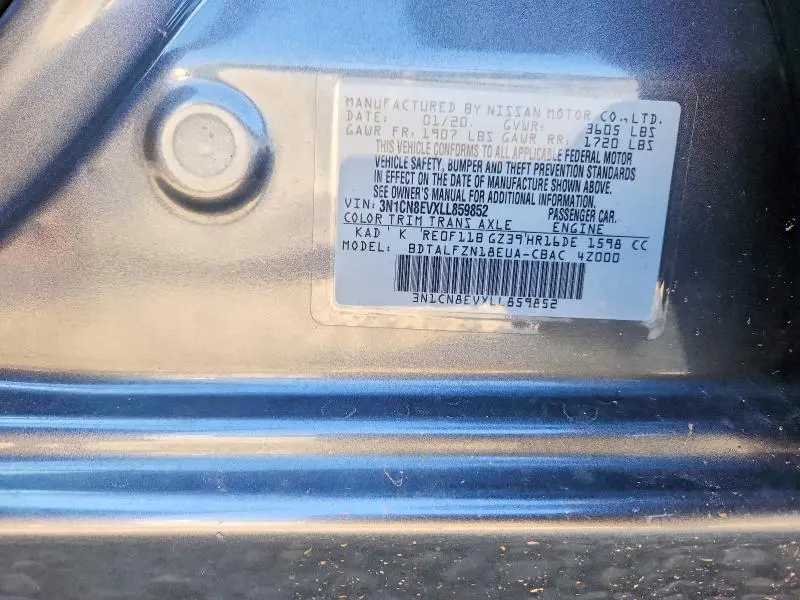 MANUFACTURED BY NISSAN MOTOR CO.,LTD.
DATE: 01/20. GVWR: 3605 LBS
GAWR FR: 1907 LBS GAWR RR: 1720 LBS
THIS VEHICLE CONFORMS TO ALL APPLICABLE FEDERAL MOTOR
VEHICLE SAFETY, BUMPER AND THEFT PREVENTION STANDARDS
IN EFFECT ON THE DATE OF MANUFACTURE SHOWN ABOVE.
SEE OWNER'S MANUAL FOR ADDITIONAL INFORMATION.
VIN: 3N1CN8EVXLL859852 PASSENGER CAR.
COLOR TRIM TRANS AXLE ENGINE
KAD ' K 'RE0F11B GZ39'HR16DE 1598 CC
MODEL: BDTALFZN18EUA-CBAC 4Z000
3N1CN8EVXLL859852